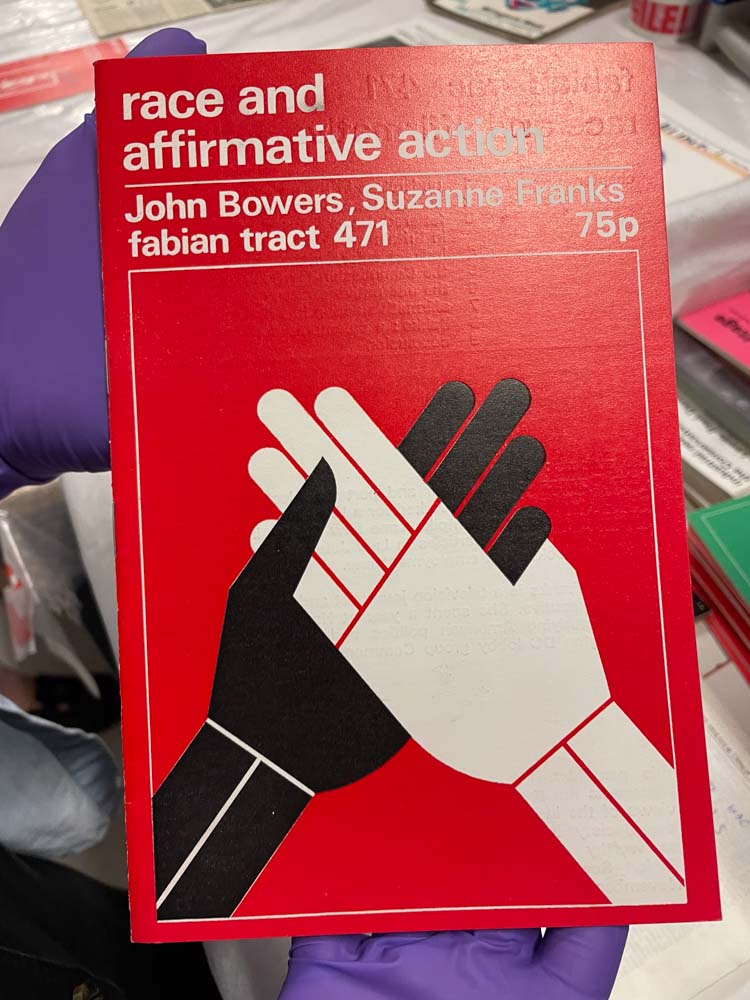 race and
affirmative action
John Bowers, Suzanne Franks
fabian tract 471
75p